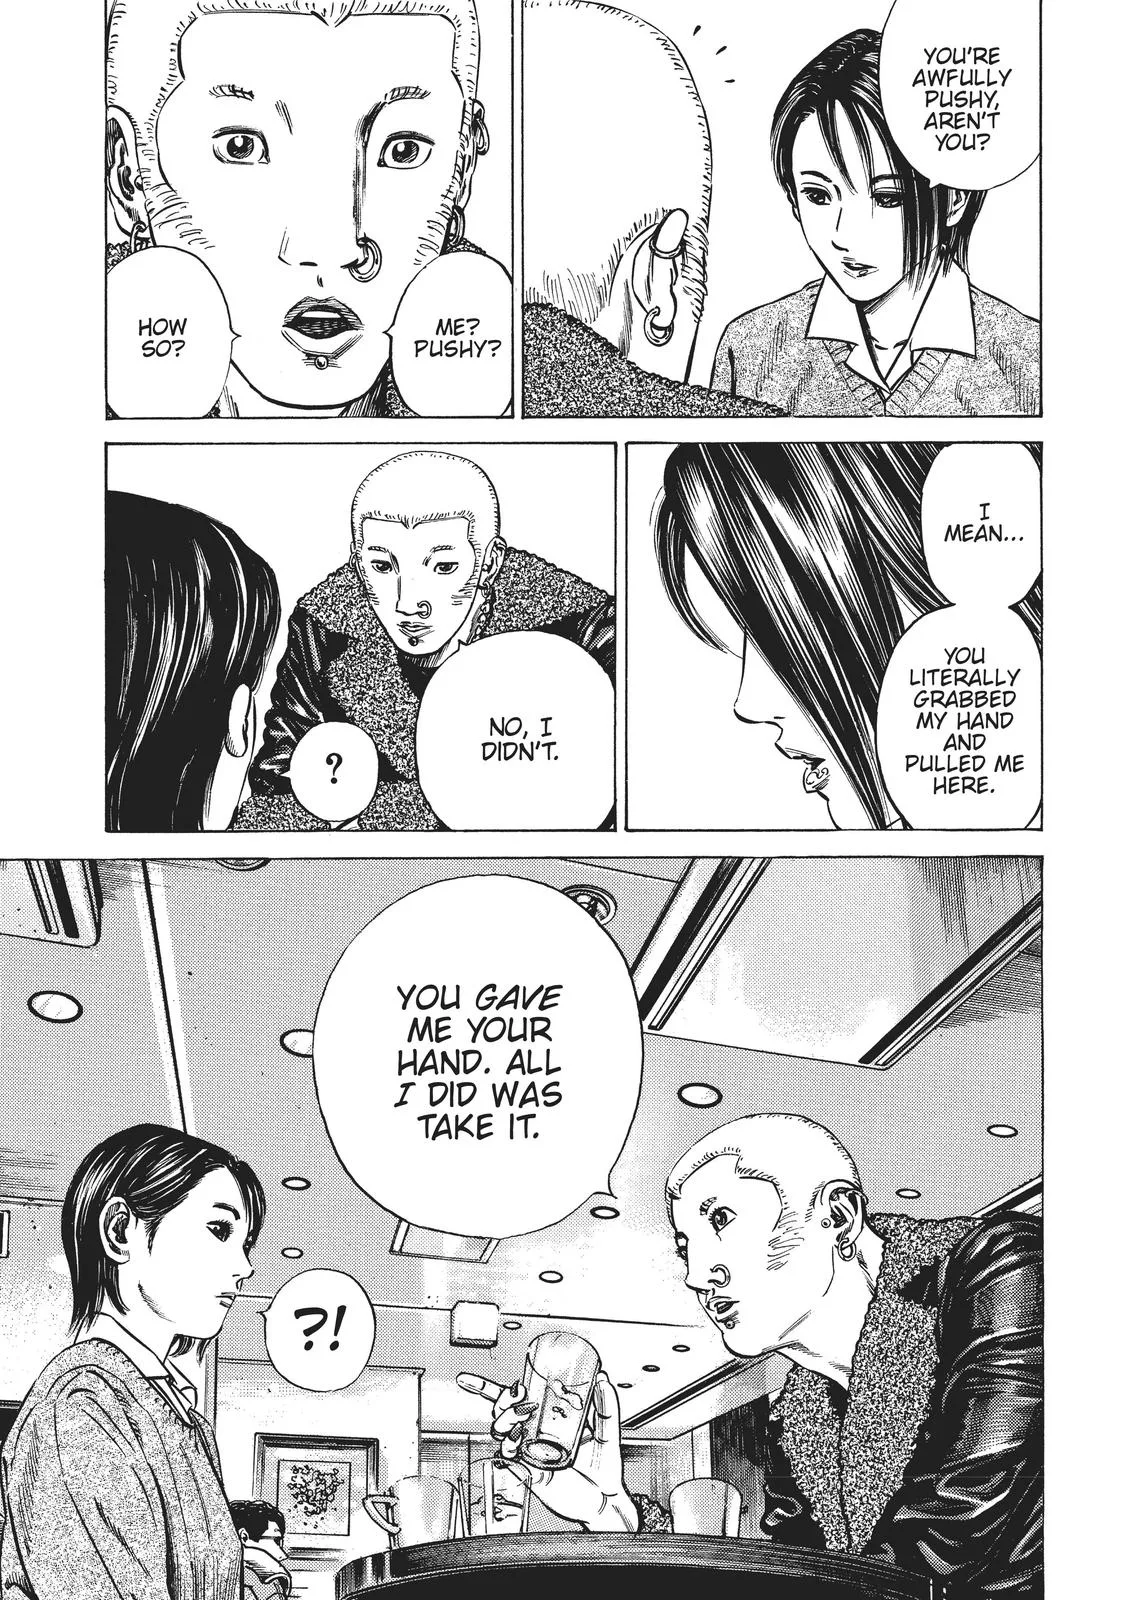 YOU'RE
AWFULLY
PUSHY,
AREN'T
YOU?
ME?
PUSHY?
HOW
SO?
I
MEAN...
YOU
LITERALLY
GRABBED
MY HAND
AND
PULLED ME
HERE.
NO, I
DIDN'T.
?
YOU GAVE
ME YOUR
HAND. ALL
I DID WAS
TAKE IT.
?!